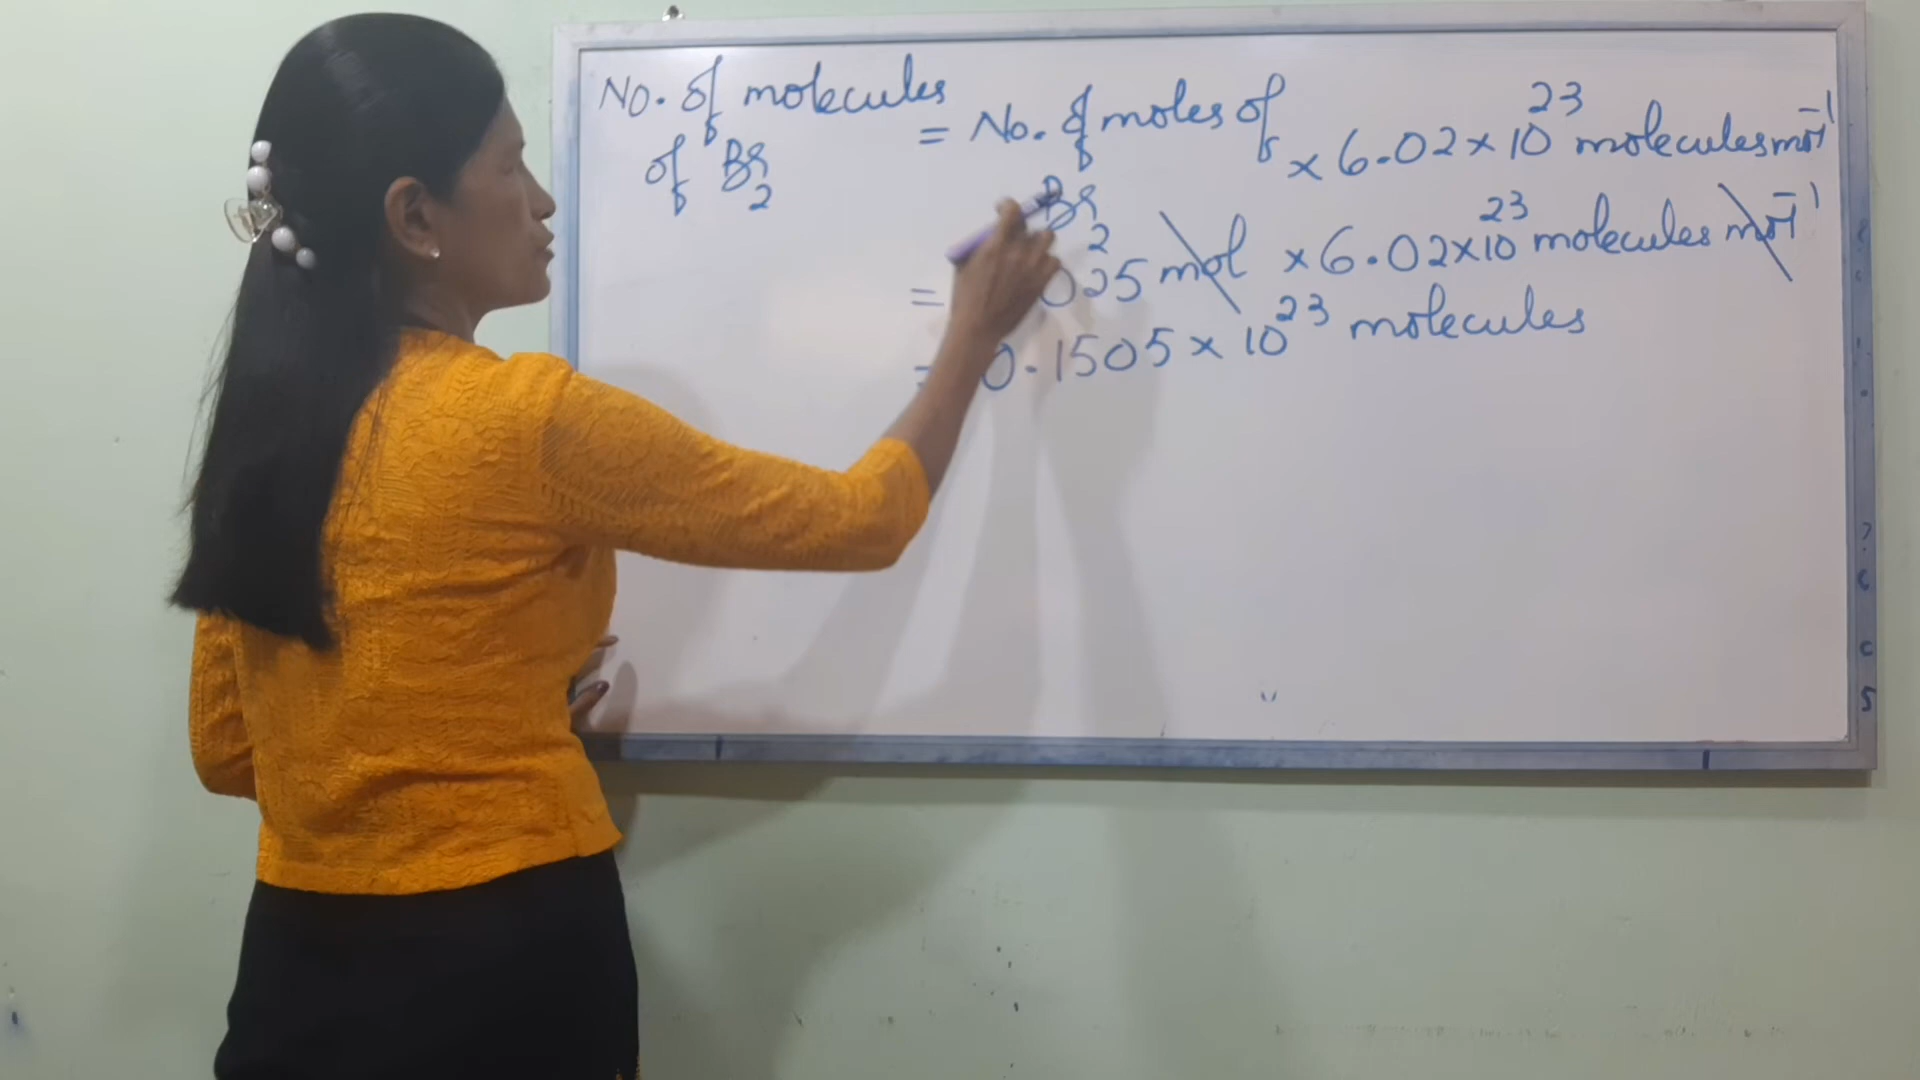 No. of molecules = No. of moles of × 6.02 × 10²³ molecules mol⁻¹
of Br₂ Br₂
= 025 mol × 6.02 × 10²³ molecules mol⁻¹
= 0.1505 × 10²³ molecules